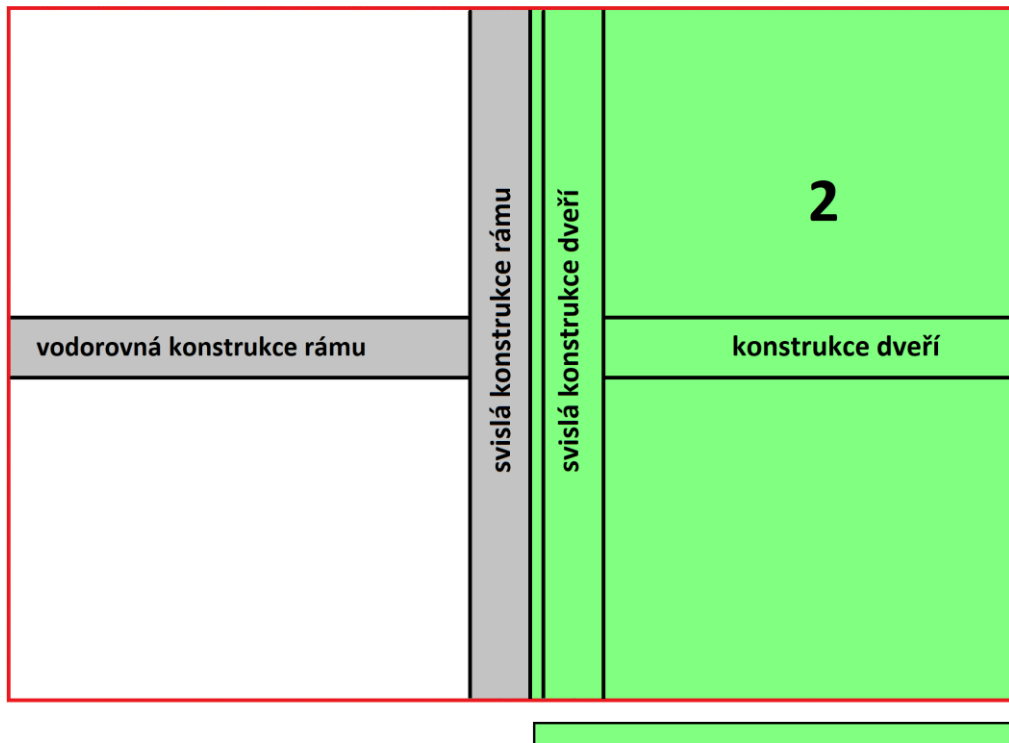 vodorovná konstrukce rámu
svislá konstrukce rámu
svislá konstrukce dveří
2
konstrukce dveří